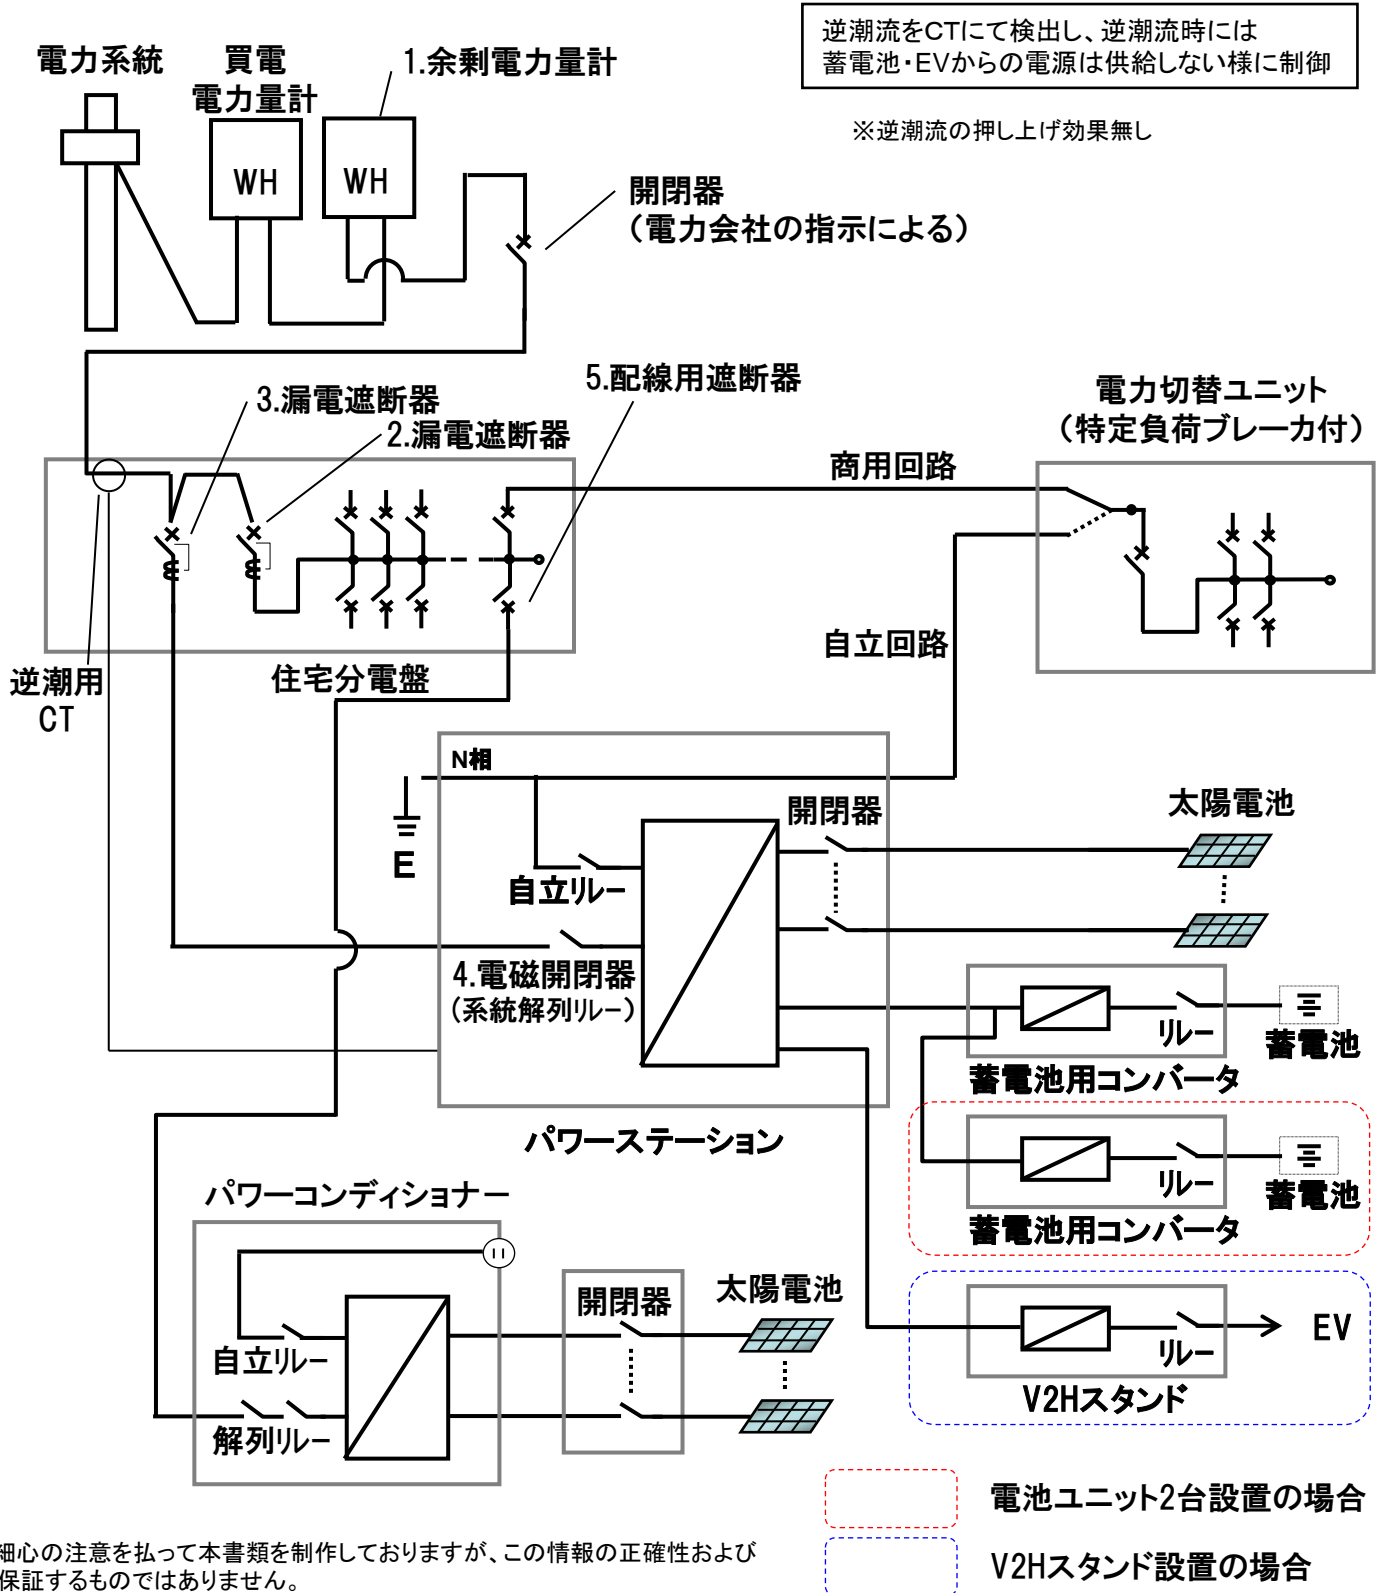 逆潮流をCTにて検出し、逆潮流時には
蓄電池・EVからの電源は供給しない様に制御
※逆潮流の押し上げ効果無し
電力系統
買電
電力量計
1.余剰電力量計
WH
WH
開閉器
（電力会社の指示による）
3.漏電遮断器
2.漏電遮断器
5.配線用遮断器
電力切替ユニット
（特定負荷ブレーカ付）
商用回路
自立回路
逆潮用
CT
住宅分電盤
N相
E
開閉器
太陽電池
自立リレー
4.電磁開閉器
（系統解列リレー）
リレー
蓄電池
蓄電池用コンバータ
パワーステーション
リレー
蓄電池
蓄電池用コンバータ
パワーコンディショナー
開閉器
太陽電池
自立リレー
解列リレー
リレー
EV
V2Hスタンド
電池ユニット2台設置の場合
V2Hスタンド設置の場合
細心の注意を払って本書類を制作しておりますが、この情報の正確性および
保証するものではありません。